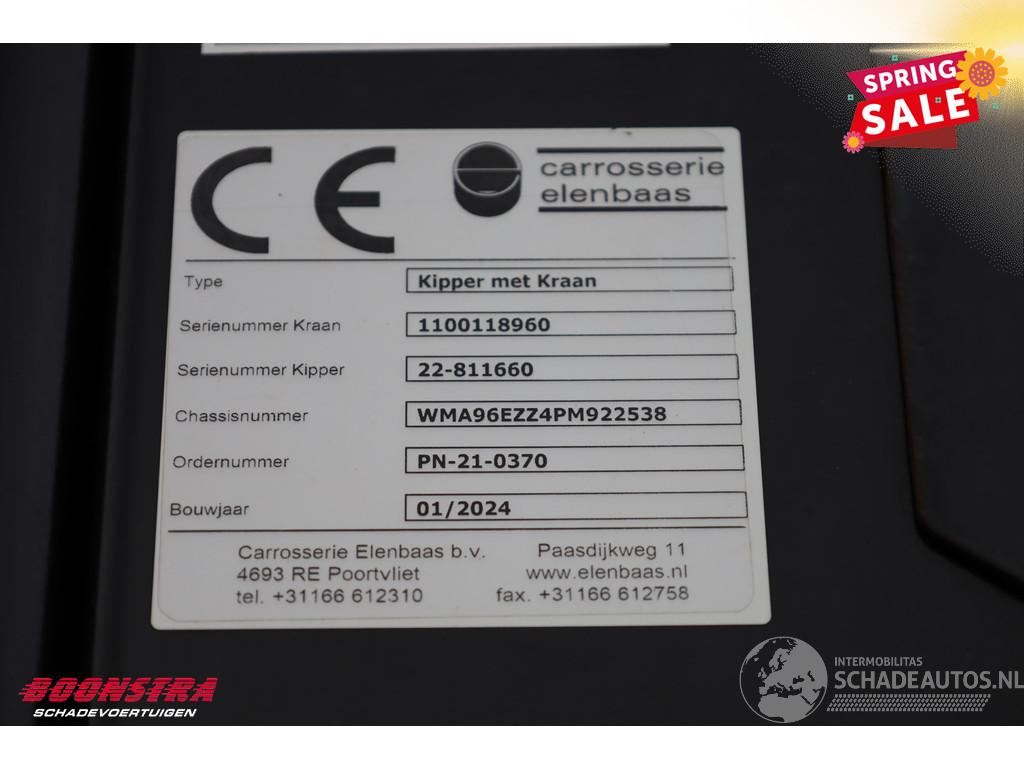 SPRING
SALE
CE
carrosserie
elenbaas
Type Kipper met Kraan
Serienummer Kraan 1100118960
Serienummer Kipper 22-811660
Chassisnummer WMA96EZZ4PM922538
Ordernummer PN-21-0370
Bouwjaar 01/2024
Carrosserie Elenbaas b.v. Paasdijkweg 11
4693 RE Poortvliet www.elenbaas.nl
tel. +31166 612310 fax. +31166 612758
BOONSTRA
SCHADEVOERTUIGEN
INTERMOBILITAS
SCHADEAUTOS.NL